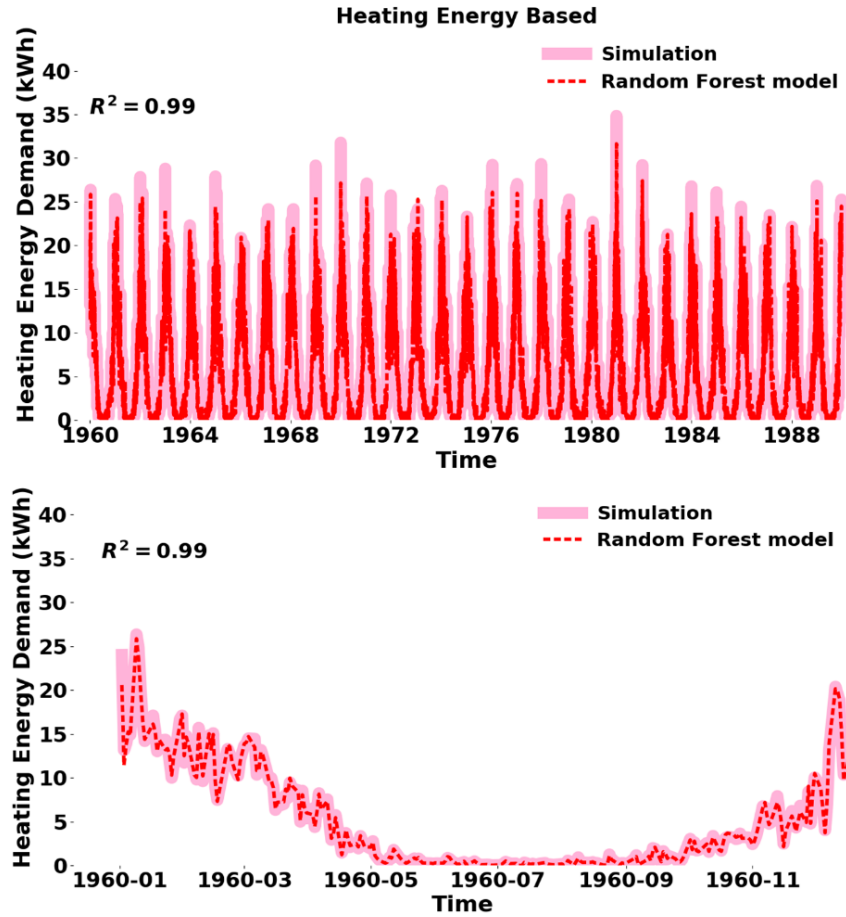 Heating Energy Based
Simulation
Random Forest model
R² = 0.99
Heating Energy Demand (kWh)
40
35
30
25
20
15
10
5
0
1960 1964 1968 1972 1976 1980 1984 1988
Time
Simulation
Random Forest model
R² = 0.99
Heating Energy Demand (kWh)
40
35
30
25
20
15
10
5
0
1960-01 1960-03 1960-05 1960-07 1960-09 1960-11
Time